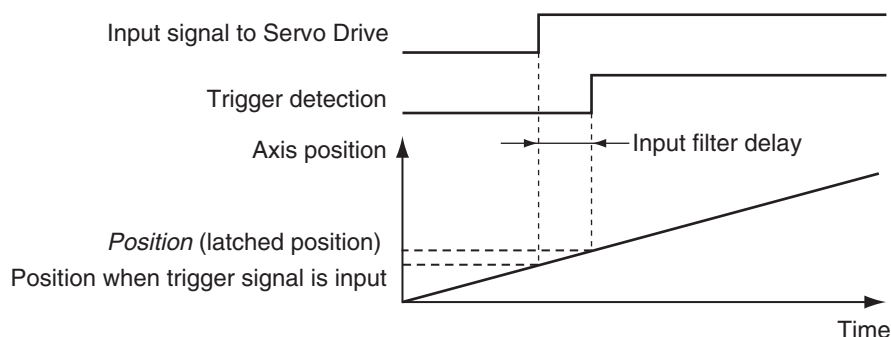 Input signal to Servo Drive
Trigger detection
Axis position
Input filter delay
Position (latched position)
Position when trigger signal is input
Time